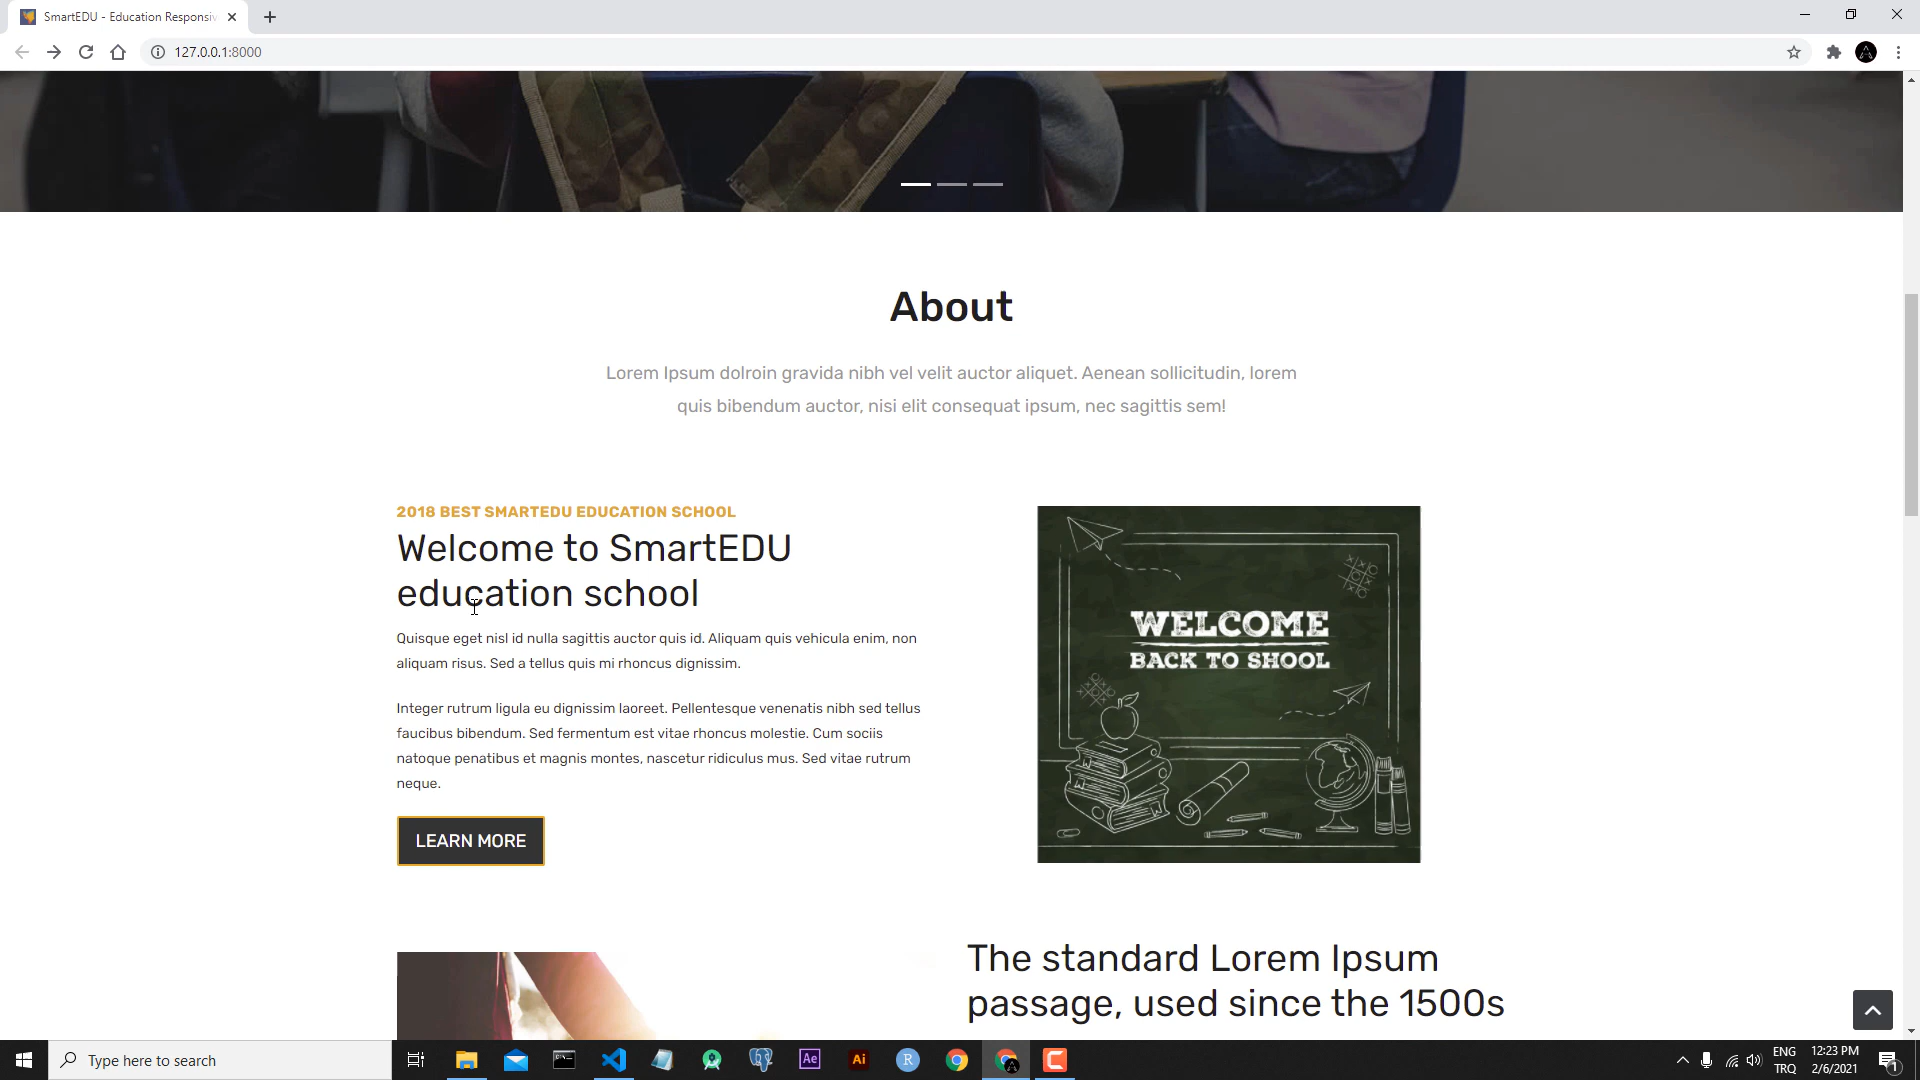 SmartEDU - Education Responsiv
127.0.0.1:8000
About
Lorem Ipsum dolroin gravida nibh vel velit auctor aliquet. Aenean sollicitudin, lorem
quis bibendum auctor, nisi elit consequat ipsum, nec sagittis sem!
2018 BEST SMARTEDU EDUCATION SCHOOL
Welcome to SmartEDU
education school
Quisque eget nisl id nulla sagittis auctor quis id. Aliquam quis vehicula enim, non
aliquam risus. Sed a tellus quis mi rhoncus dignissim.
Integer rutrum ligula eu dignissim laoreet. Pellentesque venenatis nibh sed tellus
faucibus bibendum. Sed fermentum est vitae rhoncus molestie. Cum sociis
natoque penatibus et magnis montes, nascetur ridiculus mus. Sed vitae rutrum
neque.
LEARN MORE
WELCOME
BACK TO SHOOL
The standard Lorem Ipsum
passage, used since the 1500s
Type here to search
Ae
Ai
R
ENG
TRQ
12:23 PM
2/6/2021
1